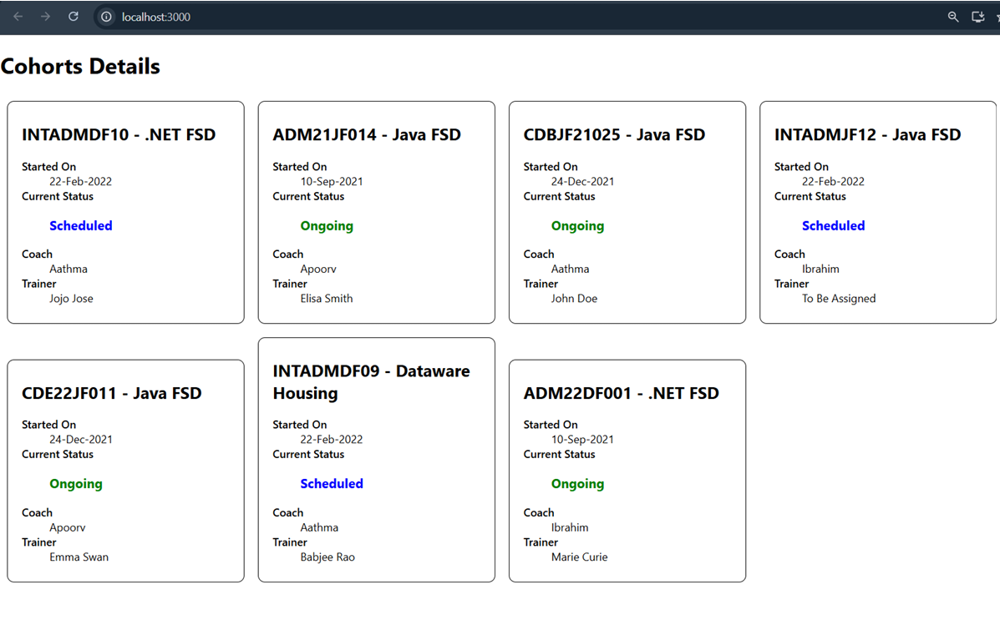 localhost:3000
Cohorts Details
INTADMDF10 - .NET FSD
Started On
22-Feb-2022
Current Status
Scheduled
Coach
Aathma
Trainer
Jojo Jose
ADM21JF014 - Java FSD
Started On
10-Sep-2021
Current Status
Ongoing
Coach
Apoorv
Trainer
Elisa Smith
CDBJF21025 - Java FSD
Started On
24-Dec-2021
Current Status
Ongoing
Coach
Aathma
Trainer
John Doe
INTADMJF12 - Java FSD
Started On
22-Feb-2022
Current Status
Scheduled
Coach
Ibrahim
Trainer
To Be Assigned
CDE22JF011 - Java FSD
Started On
24-Dec-2021
Current Status
Ongoing
Coach
Apoorv
Trainer
Emma Swan
INTADMDF09 - Dataware
Housing
Started On
22-Feb-2022
Current Status
Scheduled
Coach
Aathma
Trainer
Babjee Rao
ADM22DF001 - .NET FSD
Started On
10-Sep-2021
Current Status
Ongoing
Coach
Ibrahim
Trainer
Marie Curie